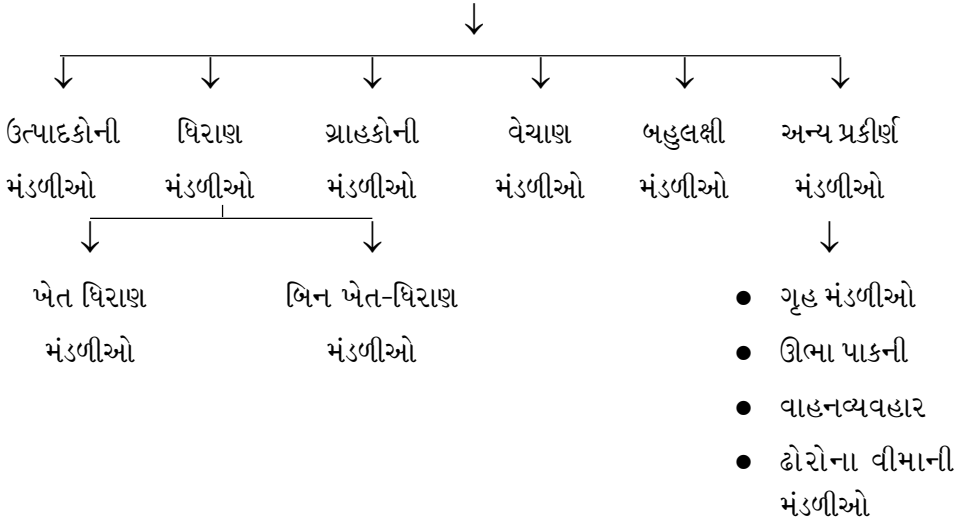 ઉત્પાદકોની ધિરાણ ગ્રાહકોની વેચાણ બહુલક્ષી અન્ય પ્રકીર્ણ
મંડળીઓ મંડળીઓ મંડળીઓ મંડળીઓ મંડળીઓ મંડળીઓ
ખેત ધિરાણ બિન ખેત-ધિરાણ
મંડળીઓ મંડળીઓ
• ગૃહ મંડળીઓ
• ઊભા પાકની
• વાહનવ્યવહાર
• ઢોરોના વીમાની
મંડળીઓ